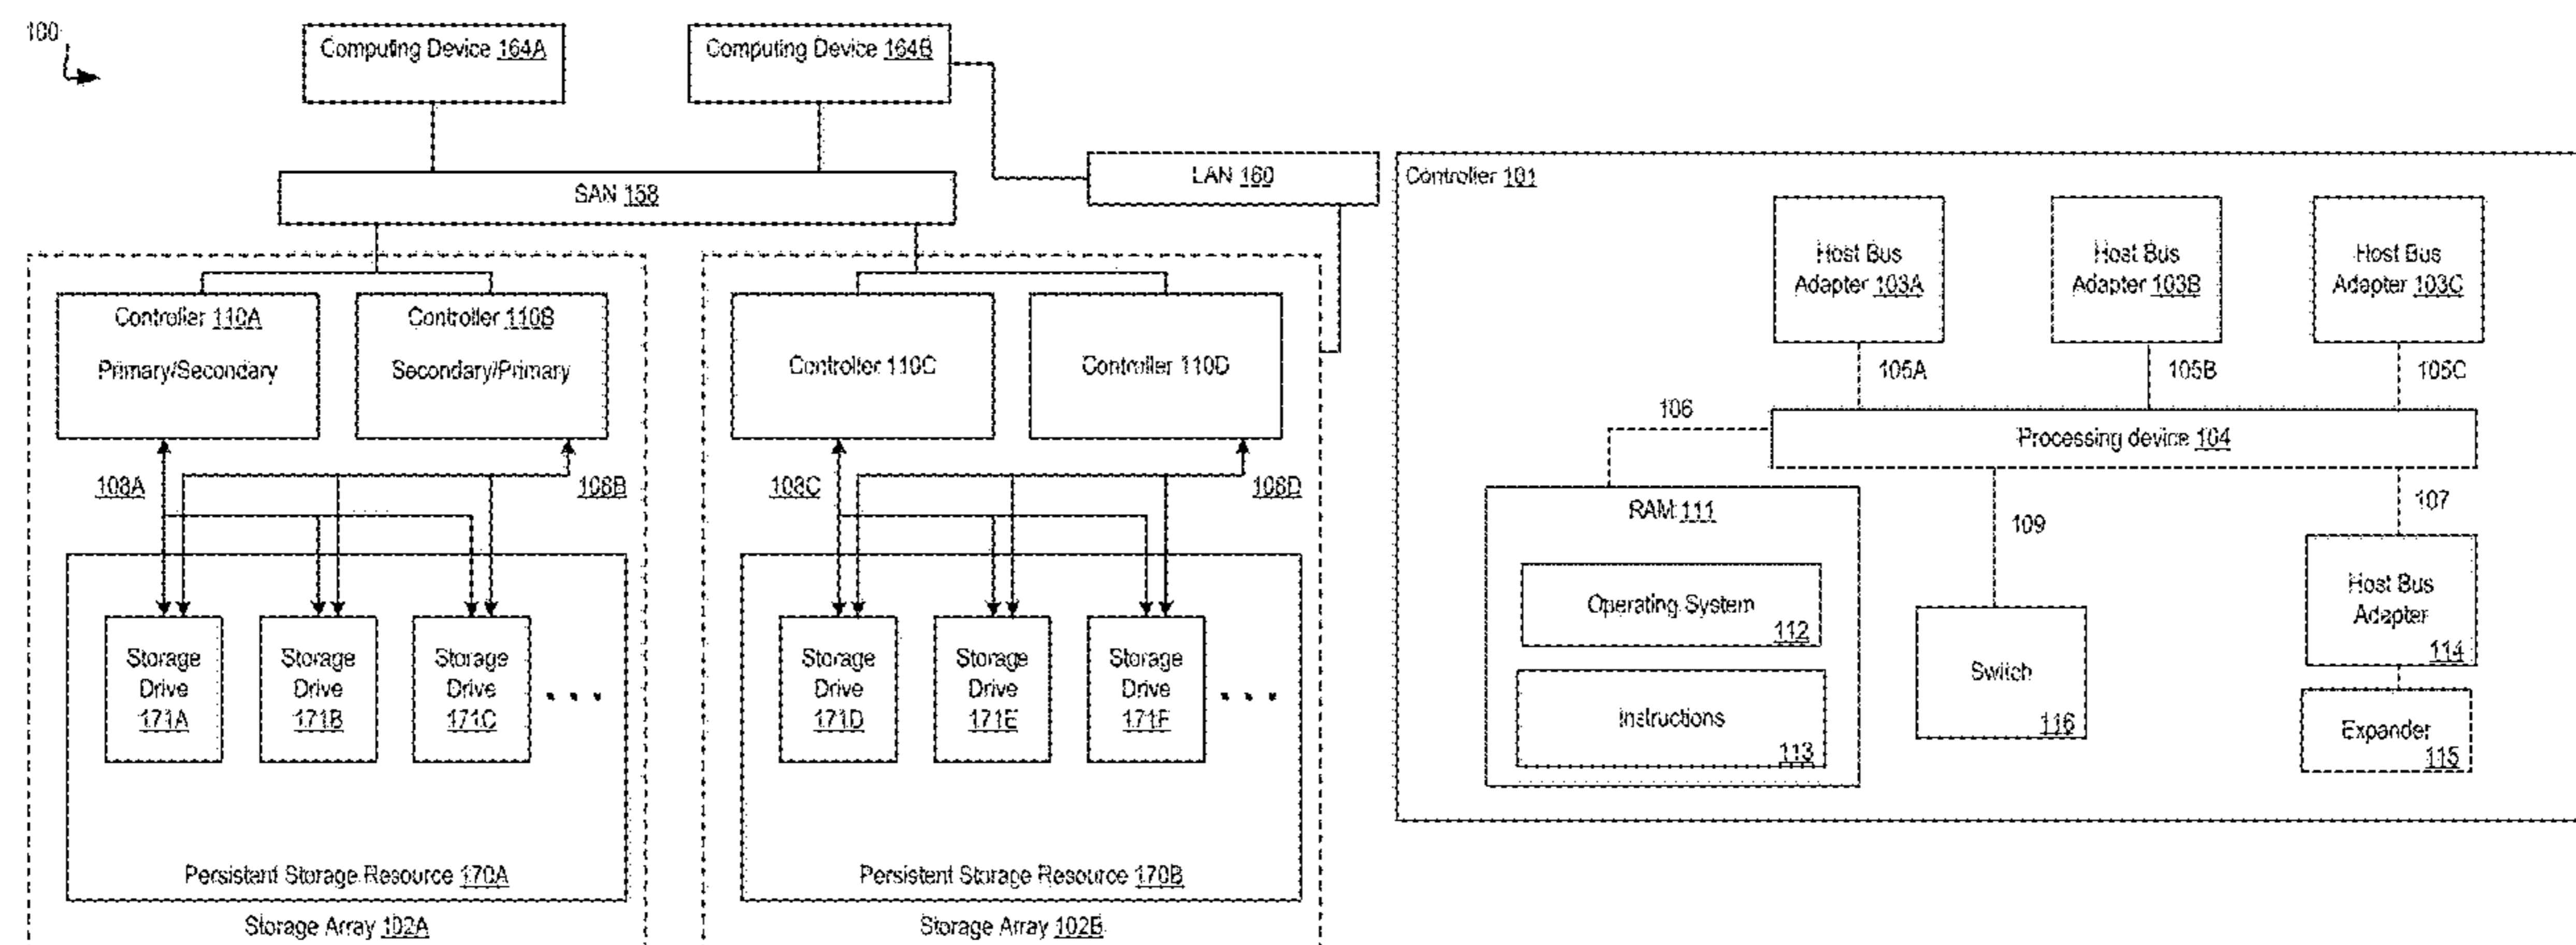 100
Computing Device 164A
Computing Device 164B
SAN 158
LAN 160
Controller 110A
Primary/Secondary
Controller 110B
Secondary/Primary
Controller 110C
Controller 110D
108A
108B
108C
108D
Storage
Drive
171A
Storage
Drive
171B
Storage
Drive
171C
...
Storage
Drive
171D
Storage
Drive
171E
Storage
Drive
171F
...
Persistent Storage Resource 170A
Persistent Storage Resource 170B
Storage Array 102A
Storage Array 102B
Controller 101
Host Bus
Adapter 103A
Host Bus
Adapter 103B
Host Bus
Adapter 103C
105A
105B
105C
106
Processing device 104
RAM 111
109
107
Operating System
112
Instructions
113
Switch
116
Host Bus
Adapter
114
Expander
115